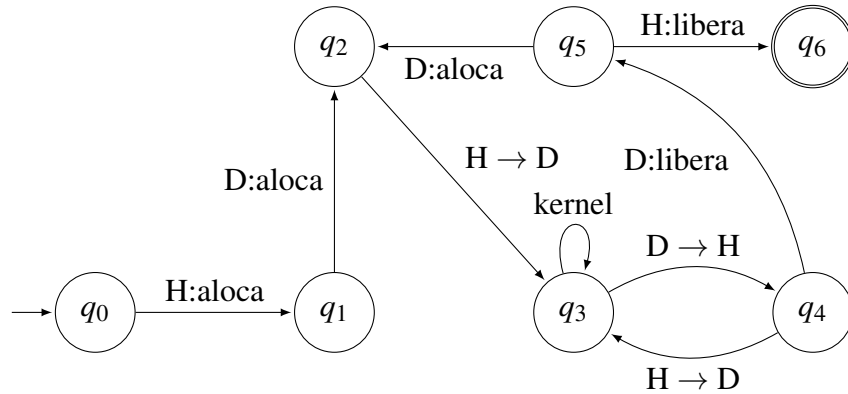 q2
q5
H:libera
q6
D:aloca
H → D
D:aloca
D:libera
kernel
D → H
q0
H:aloca
q1
q3
q4
H → D